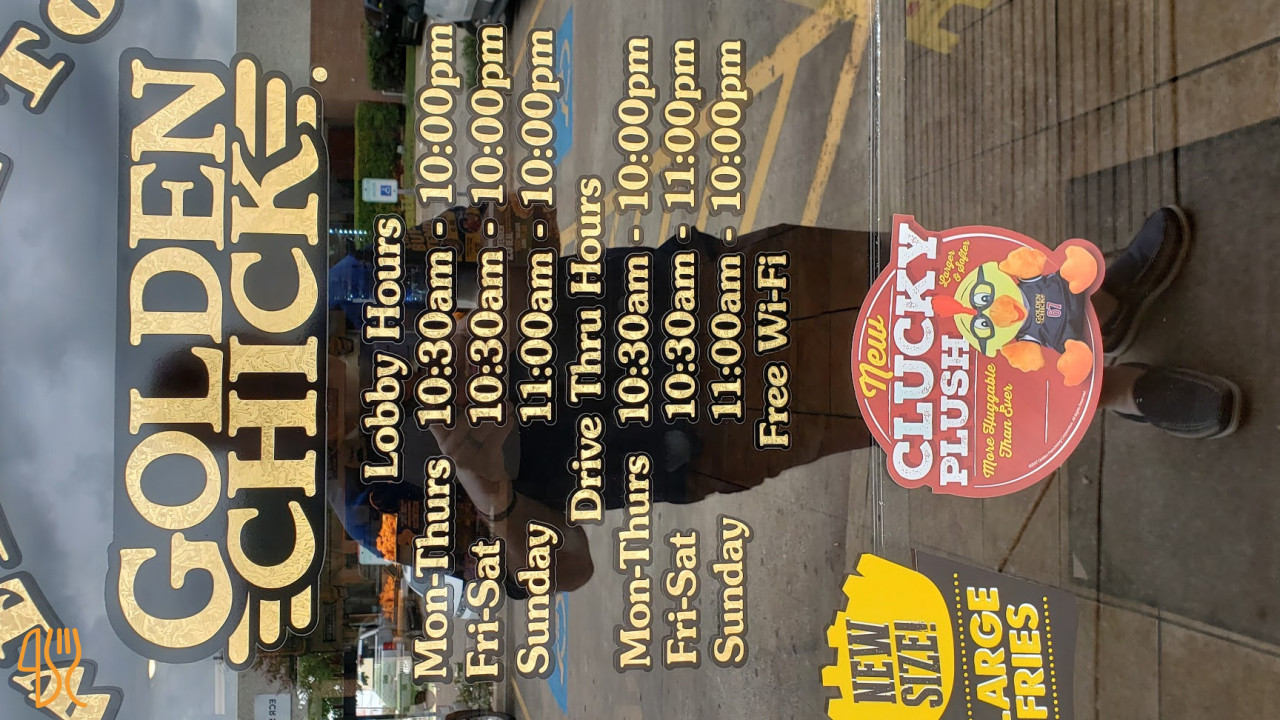 GOLDEN
CHICK.
Lobby Hours
Mon-Thurs 10:30am - 10:00pm
Fri-Sat 10:30am - 10:00pm
Sunday 11:00am - 10:00pm
Drive Thru Hours
Mon-Thurs 10:30am - 10:00pm
Fri-Sat 10:30am - 11:00pm
Sunday 11:00am - 10:00pm
Free Wi-Fi
New
CLUCKY
PLUSH
Larger
& Softer
More Huggable
Than Ever
GOLDEN
CHICK
67
NEW
SIZE!
LARGE
FRIES